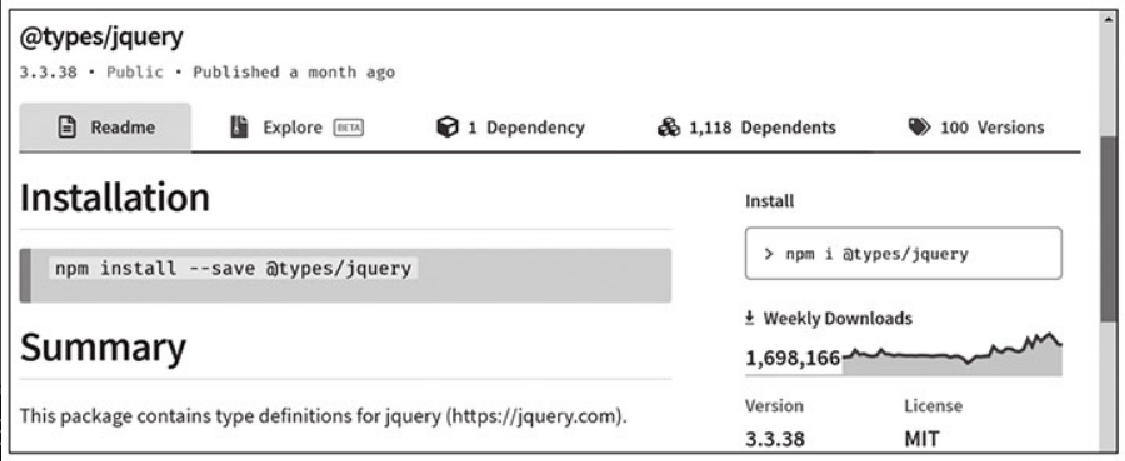 @types/jquery
3.3.38 • Public • Published a month ago
Readme
Explore BETA
1 Dependency
1,118 Dependents
100 Versions
Installation
npm install --save @types/jquery
Summary
This package contains type definitions for jquery (https://jquery.com).
Install
> npm i @types/jquery
Weekly Downloads
1,698,166
Version License
3.3.38 MIT